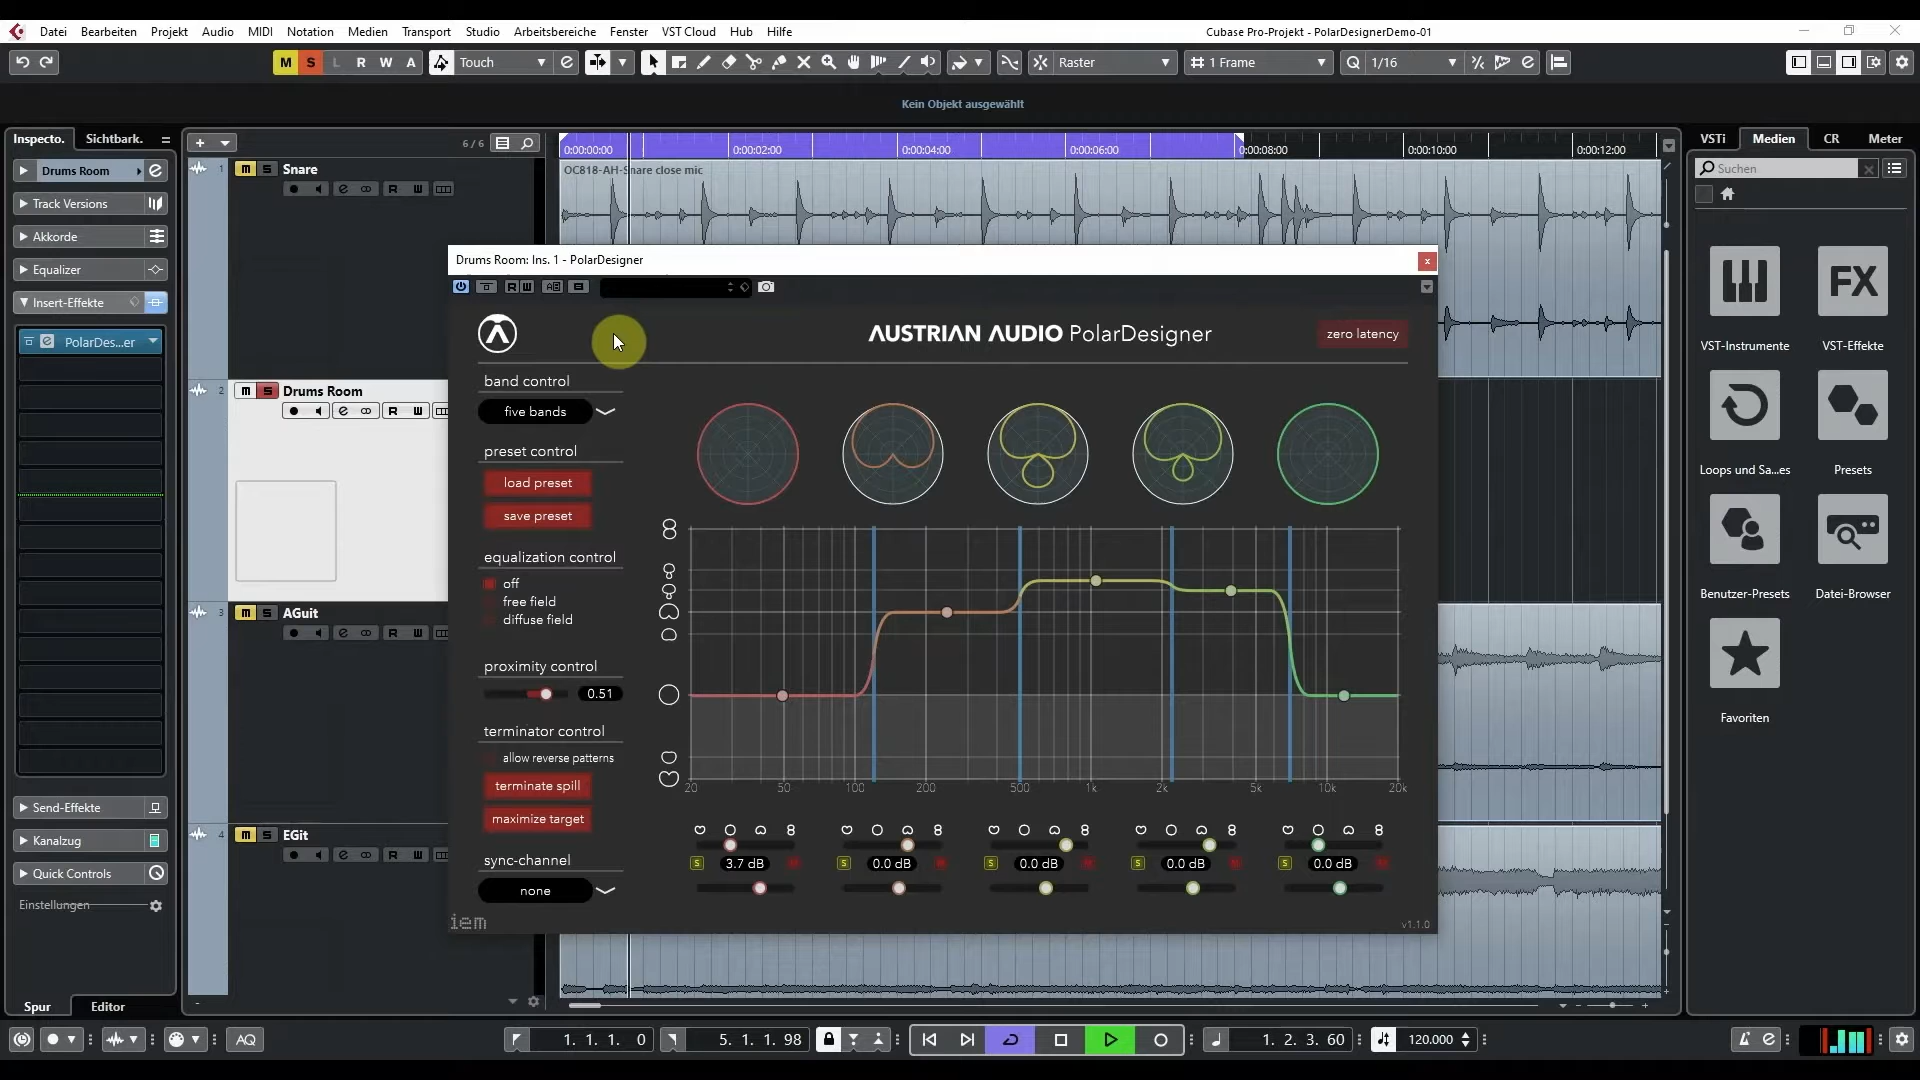 Datei Bearbeiten Projekt Audio MIDI Notation Medien Transport Studio Arbeitsbereiche Fenster VST Cloud Hub Hilfe
Cubase Pro-Projekt - PolarDesignerDemo-01
M S L R W A Touch
Raster
1 Frame
Q 1/16
Kein Objekt ausgewählt
Inspecto. Sichtbark.
6 / 6
0:00:00:00 0:00:02:00 0:00:04:00 0:00:06:00 0:00:08:00 0:00:10:00 0:00:12:00
VSTi Medien CR Meter
Suchen
Drums Room
Track Versions
Akkorde
Equalizer
Insert-Effekte
PolarDes...er
Send-Effekte
Kanalzug
Quick Controls
Einstellungen
Spur Editor
1 m S Snare
R W
OC818-AH-Snare close mic
2 m S Drums Room
R W
3 m S AGuit
R W
4 m S EGit
R W
Drums Room: Ins. 1 - PolarDesigner
x
R W
AUSTRIAN AUDIO PolarDesigner
zero latency
band control
five bands
preset control
load preset
save preset
equalization control
off
free field
diffuse field
proximity control
0.51
terminator control
allow reverse patterns
terminate spill
maximize target
sync-channel
none
20 50 100 200 500 1k 2k 5k 10k 20k
S 3.7 dB S 0.0 dB S 0.0 dB S 0.0 dB S 0.0 dB
iem
v1.1.0
FX
VST-Instrumente VST-Effekte
Loops und Sa...es Presets
Benutzer-Presets Datei-Browser
Favoriten
AQ
1. 1. 1. 0
5. 1. 1. 98
1. 2. 3. 60
120.000